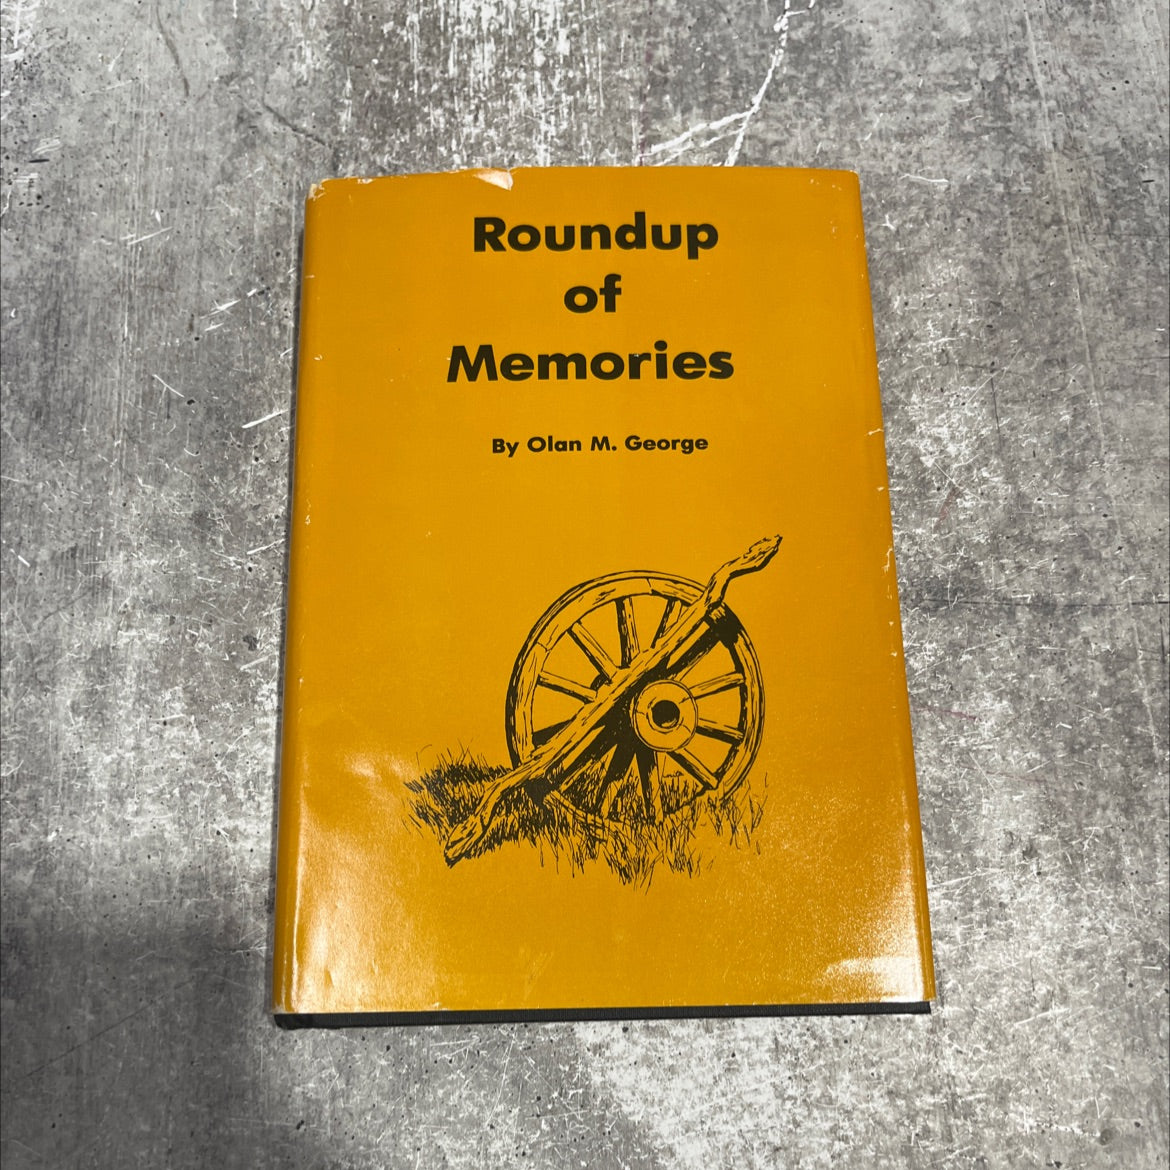 Roundup
of
Memories
By Olan M. George